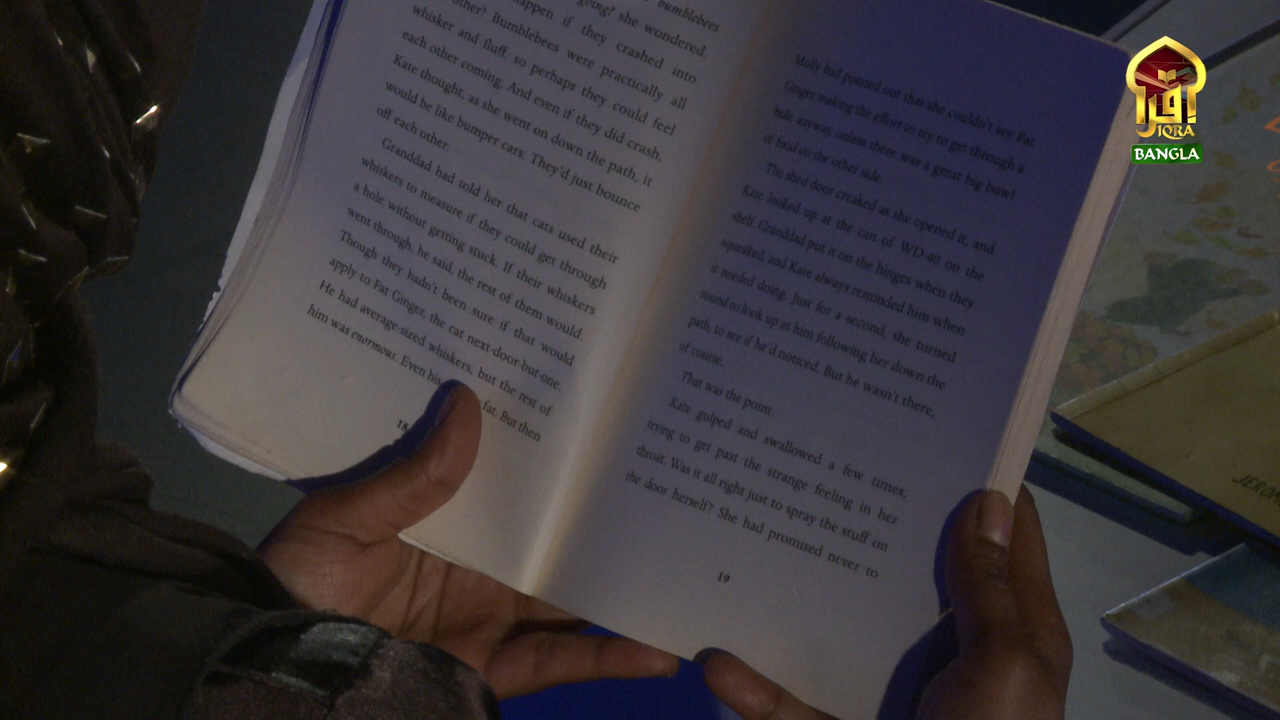 going? she wondered. bumblebees
happen if they crashed into
other? Bumblebees were practically all
whisker and fluff, so perhaps they could feel
each other coming. And even if they did crash,
Kate thought, as she went on down the path, it
would be like bumper cars. They'd just bounce
off each other.
Granddad had told her that cats used their
whiskers to measure if they could get through
a hole without getting stuck. If their whiskers
went through, he said, the rest of them would.
Though they hadn't been sure if that would
apply to Fat Ginger, the cat next-door-but-one.
He had average-sized whiskers, but the rest of
him was enormous. Even his fat. But then
18
Molly had pointed out that she couldn't see Fat
Ginger making the effort in try to get through a
hole anyway, unless there was a great big bowl
of food on the other side.
The shed door creaked as she opened it, and
Kate looked up at the can of WD-40 on the
shelf. Granddad put it on the hinges when they
squeaked, and Kate always reminded him when
it needed doing. Just for a second, she turned
round to look up at him following her down the
path, to see if he'd noticed. But he wasn't there,
of course.
That was the point.
Kate gulped and swallowed a few times,
trying to get past the strange feeling in her
throat. Was it all right just to spray the stuff on
the door herself? She had promised never to
19
اقرأ
IQRA
BANGLA